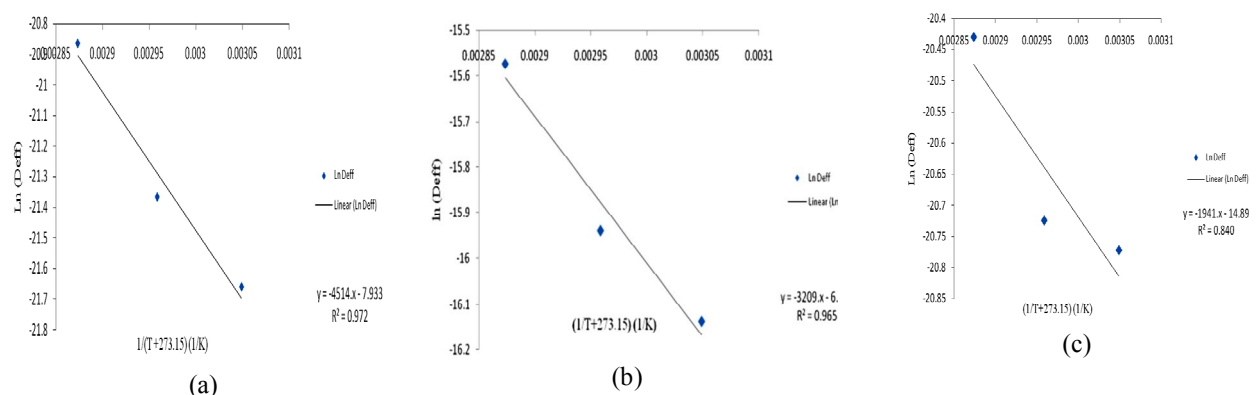 -20.8
0.00285 0.0029 0.00295 0.003 0.00305 0.0031
-20.9
-21
-21.1
-21.2
-21.3
-21.4
-21.5
-21.6
-21.7
-21.8
Ln (Deff)
Ln Deff
Linear (Ln Deff)
y = -4514.x - 7.933
R² = 0.972
1/(T+273.15) (1/K)
(a)
-15.5
0.00285 0.0029 0.00295 0.003 0.00305 0.0031
-15.6
-15.7
-15.8
-15.9
-16
-16.1
-16.2
ln (Deff)
Ln Deff
Linear (Ln
y = -3209.x - 6.
R² = 0.965
(1/T+273.15) (1/K)
(b)
-20.4
0.00285 0.0029 0.00295 0.003 0.00305 0.0031
-20.45
-20.5
-20.55
-20.6
-20.65
-20.7
-20.75
-20.8
-20.85
Ln (Deff)
Ln Deff
Linear (Ln Deff)
y = -1941.x - 14.89
R² = 0.840
(1/T+273.15) (1/K)
(c)